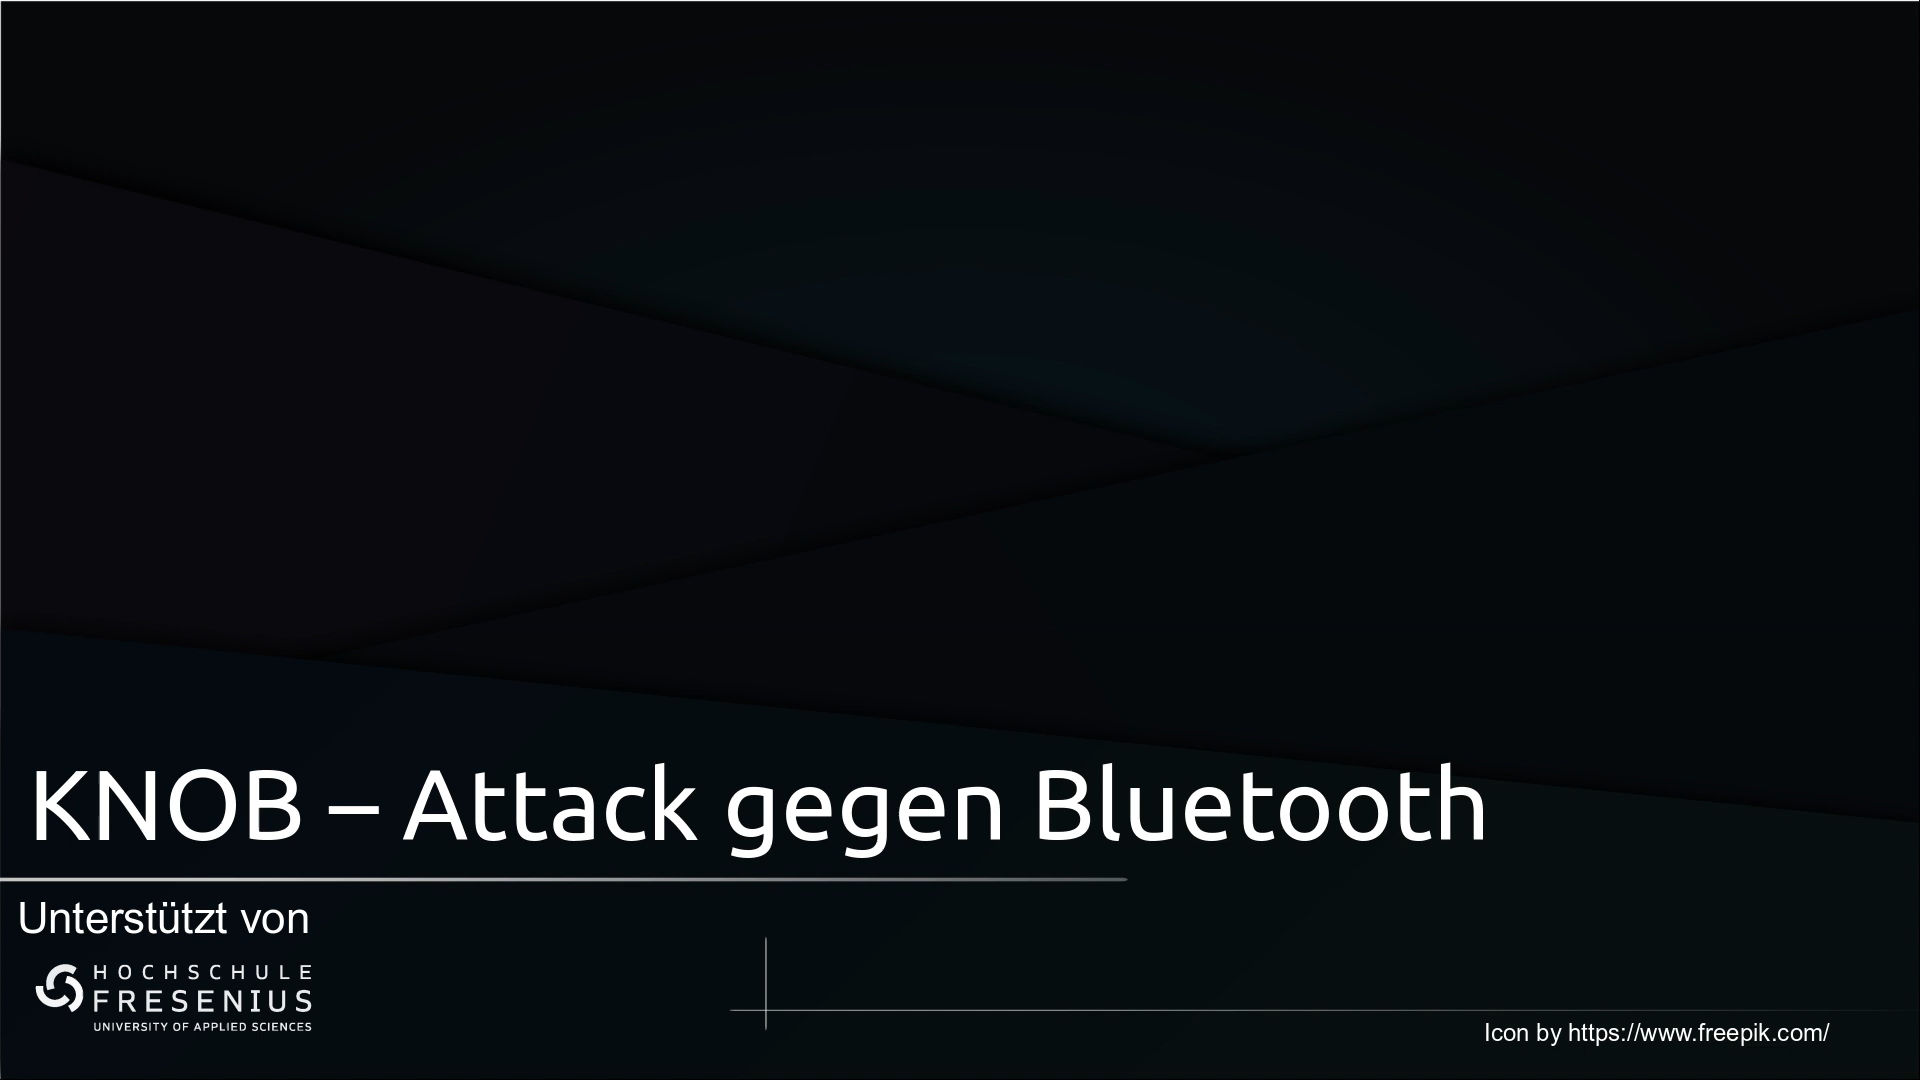 KNOB – Attack gegen Bluetooth
Unterstützt von
HOCHSCHULE
FRESENIUS
UNIVERSITY OF APPLIED SCIENCES
Icon by https://www.freepik.com/